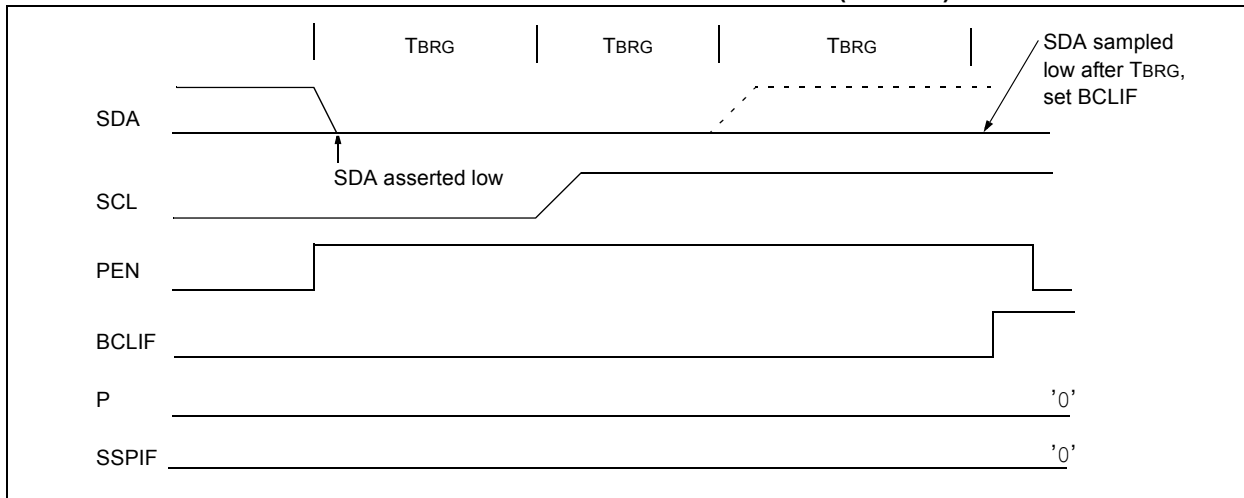 TBRG
TBRG
TBRG
SDA sampled
low after TBRG,
set BCLIF
SDA
SDA asserted low
SCL
PEN
BCLIF
P
'0'
SSPIF
'0'